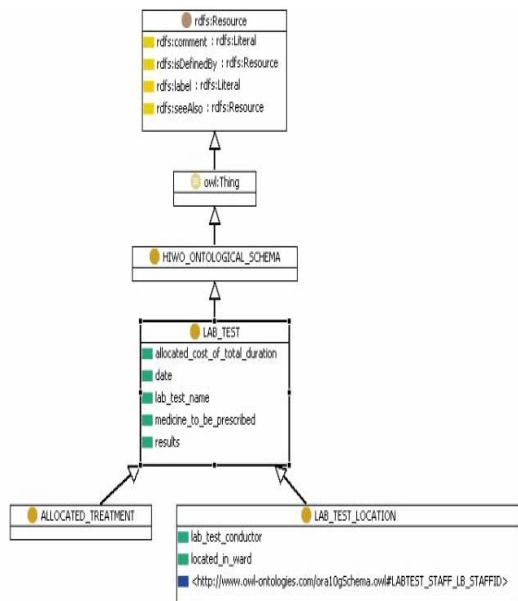 rdfs:Resource
rdfs:comment : rdfs:Literal
rdfs:isDefinedBy : rdfs:Resource
rdfs:label : rdfs:Literal
rdfs:seeAlso : rdfs:Resource
owl:Thing
HIWO_ONTOLOGICAL_SCHEMA
LAB_TEST
allocated_cost_of_total_duration
date
lab_test_name
medicine_to_be_prescribed
results
ALLOCATED_TREATMENT
LAB_TEST_LOCATION
lab_test_conductor
located_in_ward
<http://www.owl-ontologies.com/ora10gSchema.owl#LABTEST_STAFF_LB_STAFFID>